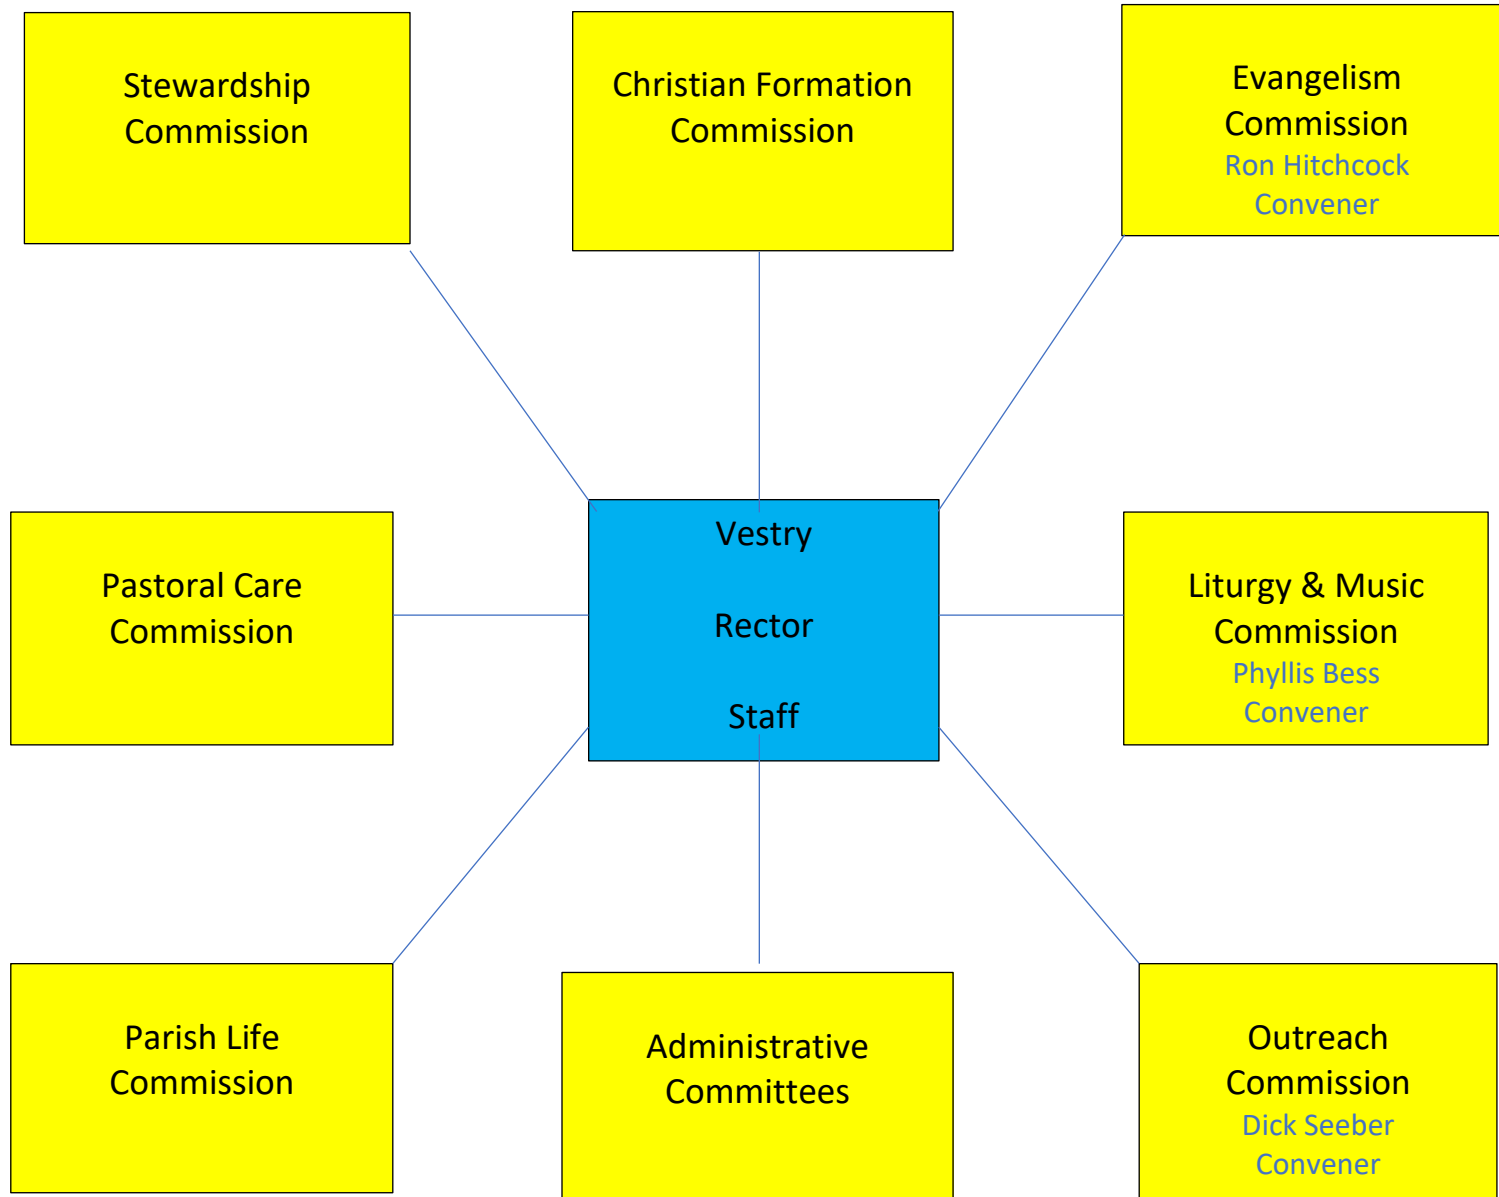 Stewardship
Commission
Christian Formation
Commission
Evangelism
Commission
Ron Hitchcock
Convener
Pastoral Care
Commission
Vestry
Rector
Staff
Liturgy & Music
Commission
Phyllis Bess
Convener
Parish Life
Commission
Administrative
Committees
Outreach
Commission
Dick Seeber
Convener